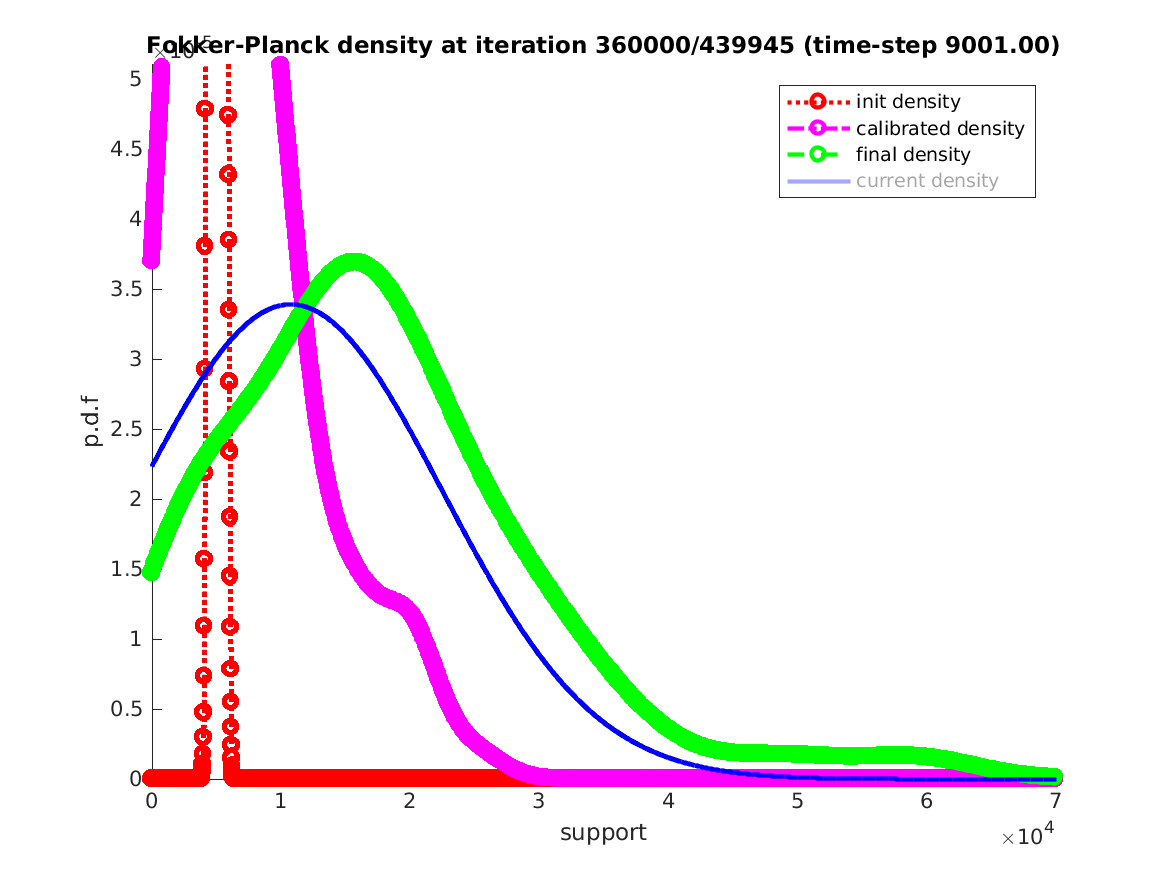 Fokker-Planck density at iteration 360000/439945 (time-step 9001.00)
×10⁻⁵
5
4.5
4
3.5
3
2.5
2
1.5
1
0.5
0
p.d.f
init density
calibrated density
final density
current density
0 1 2 3 4 5 6 7
support
×10⁴